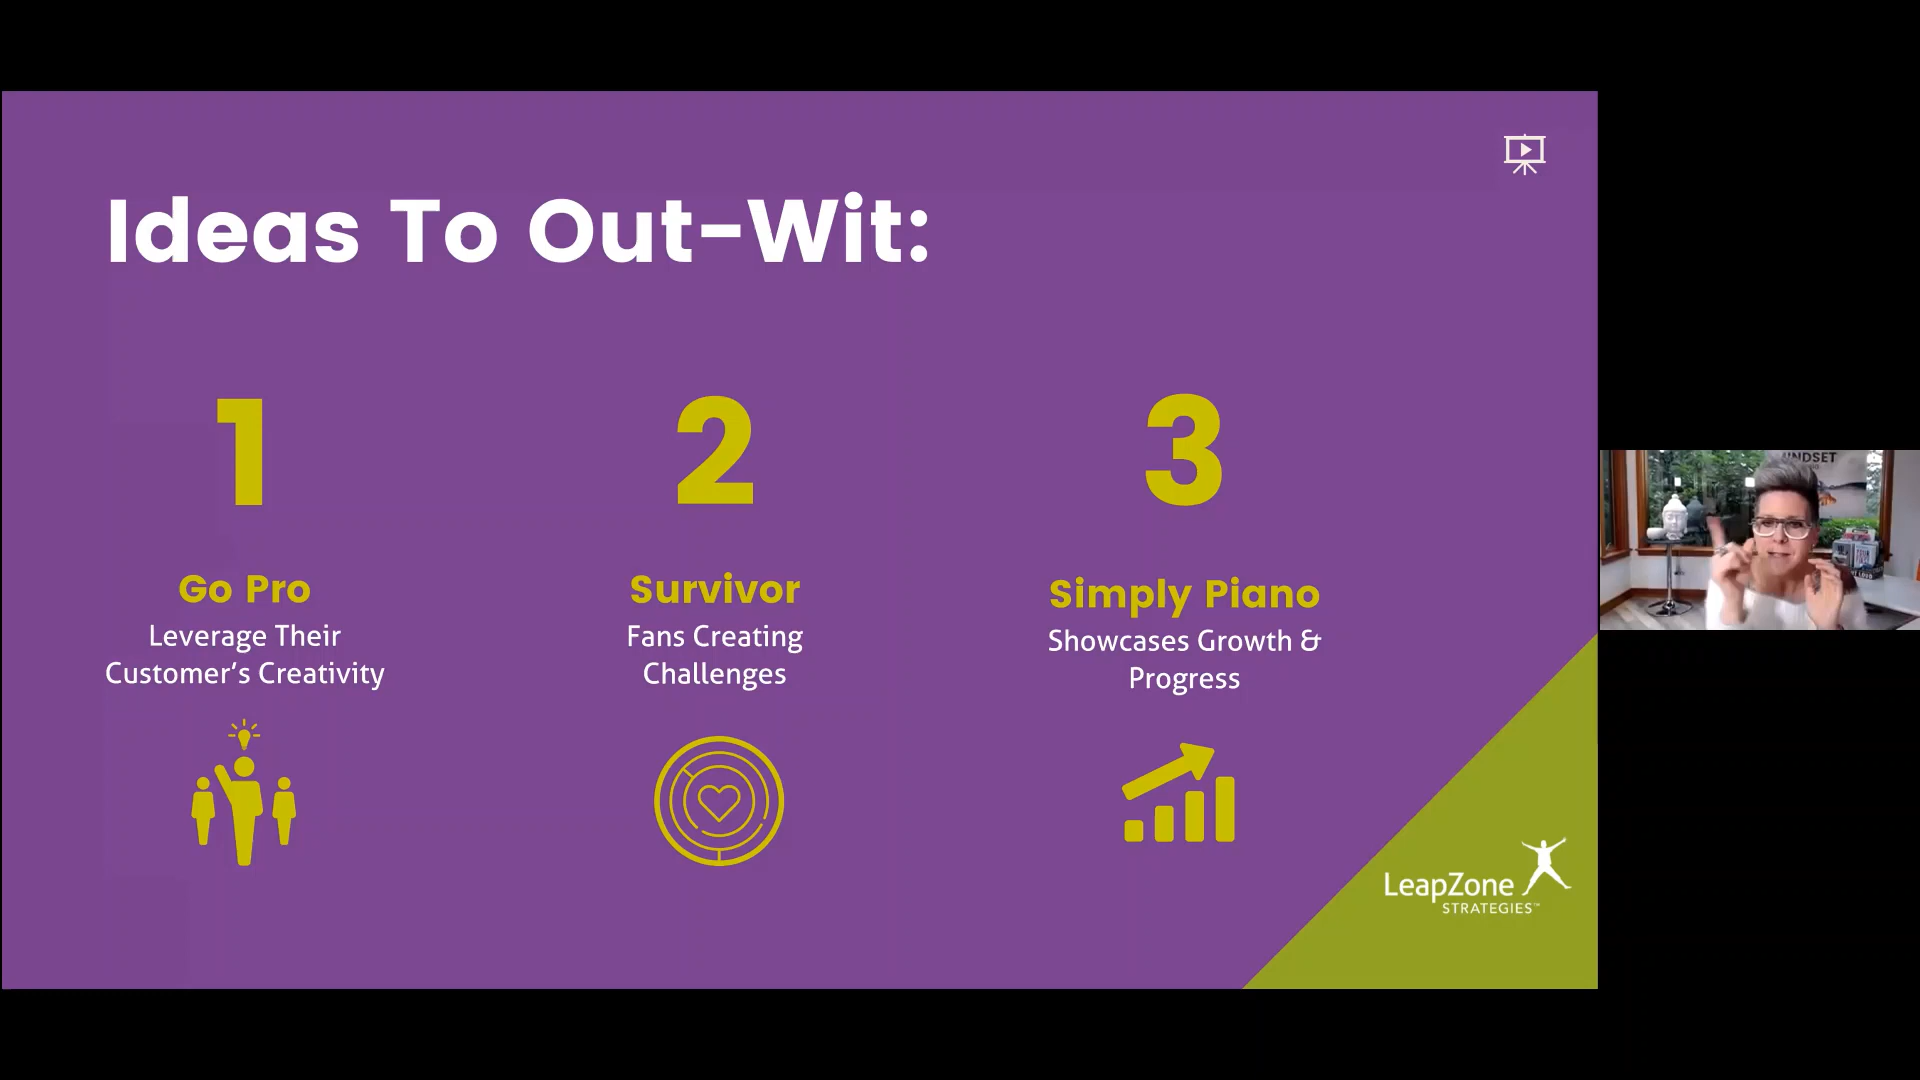 Ideas To Out-Wit:
1
Go Pro
Leverage Their
Customer's Creativity
2
Survivor
Fans Creating
Challenges
3
Simply Piano
Showcases Growth &
Progress
LeapZone
STRATEGIES™